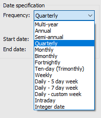 Date specification
Frequency: Quarterly
Multi-year
Annual
Semi-annual
Start date: Quarterly
Monthly
End date: Bimonthly
Fortnightly
Ten-day (Trimonthly)
Weekly
Daily - 5 day week
Daily - 7 day week
Daily - custom week
Intraday
Integer date